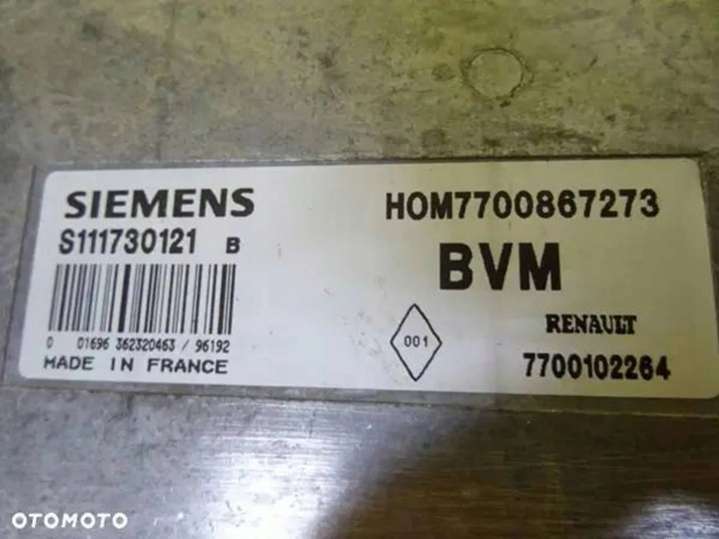 SIEMENS
S111730121 B
0 01696 362320463 / 96192
MADE IN FRANCE
HOM7700867273
BVM
001
RENAULT
7700102264
OTOMOTO